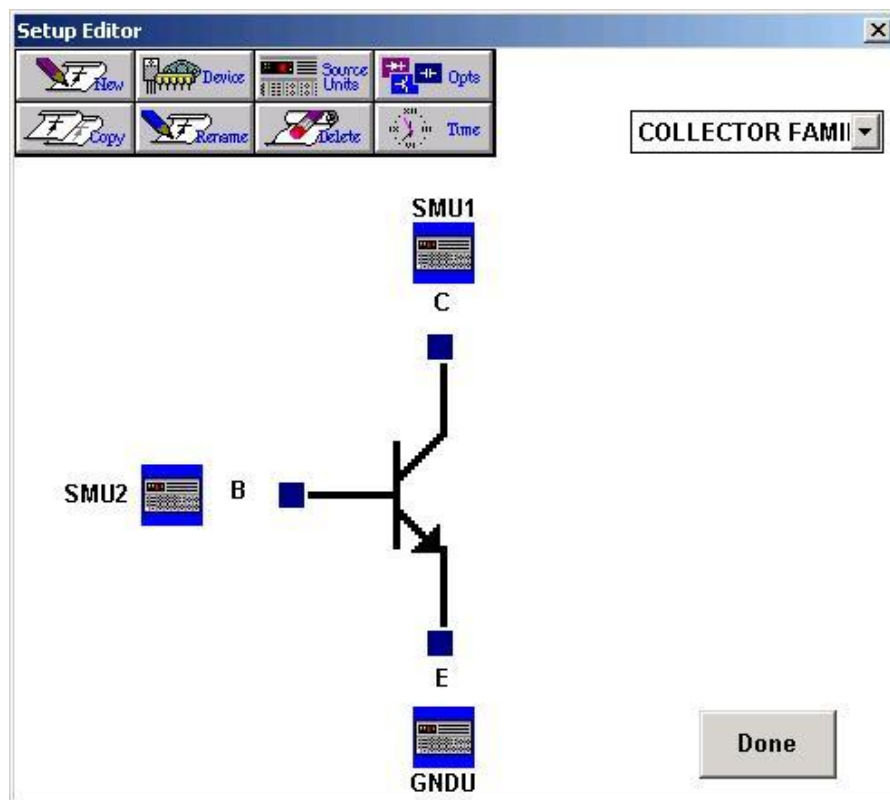 Setup Editor
New Device Source Units Opts
Copy Rename Delete Time
COLLECTOR FAMI
SMU1
C
SMU2 B
E
GNDU
Done